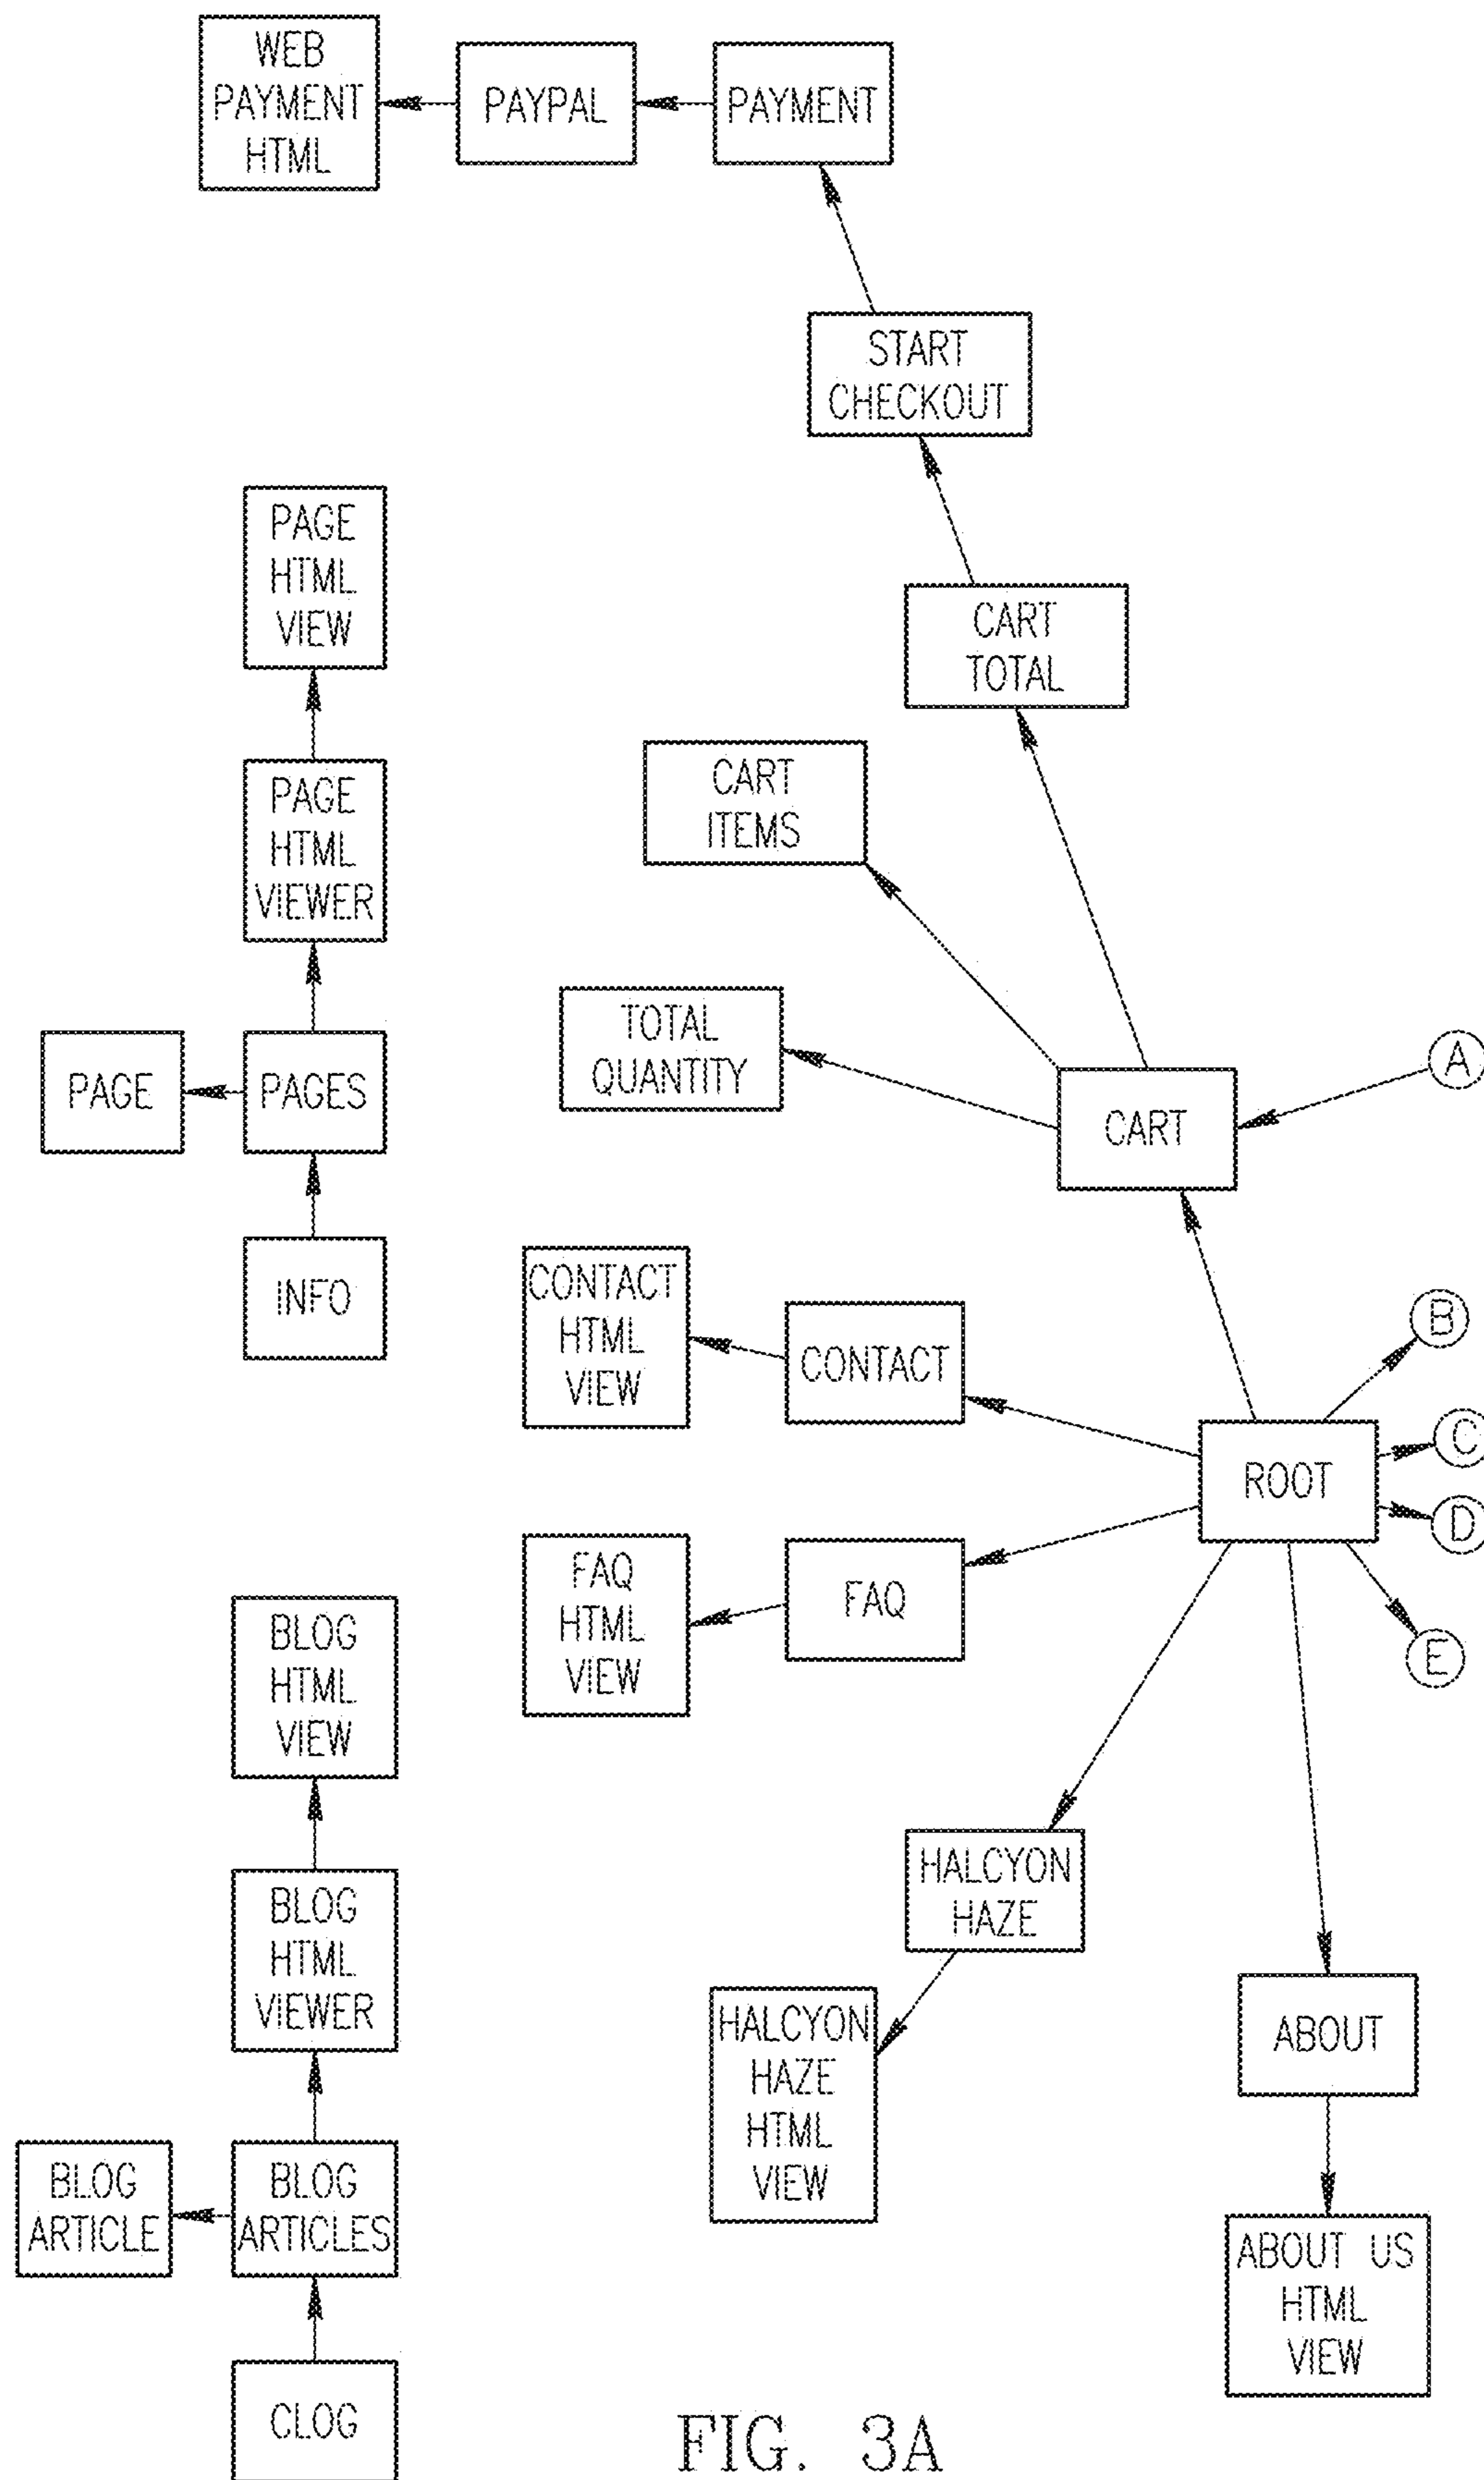 WEB
PAYMENT
HTML
PAYPAL
PAYMENT
START
CHECKOUT
CART
TOTAL
CART
ITEMS
TOTAL
QUANTITY
CART
A
PAGE
HTML
VIEW
PAGE
HTML
VIEWER
PAGE
PAGES
INFO
CONTACT
HTML
VIEW
CONTACT
B
ROOT
C
D
E
FAQ
HTML
VIEW
FAQ
HALCYON
HAZE
HALCYON
HAZE
HTML
VIEW
ABOUT
ABOUT US
HTML
VIEW
BLOG
HTML
VIEW
BLOG
HTML
VIEWER
BLOG
ARTICLE
BLOG
ARTICLES
CLOG
FIG. 3A